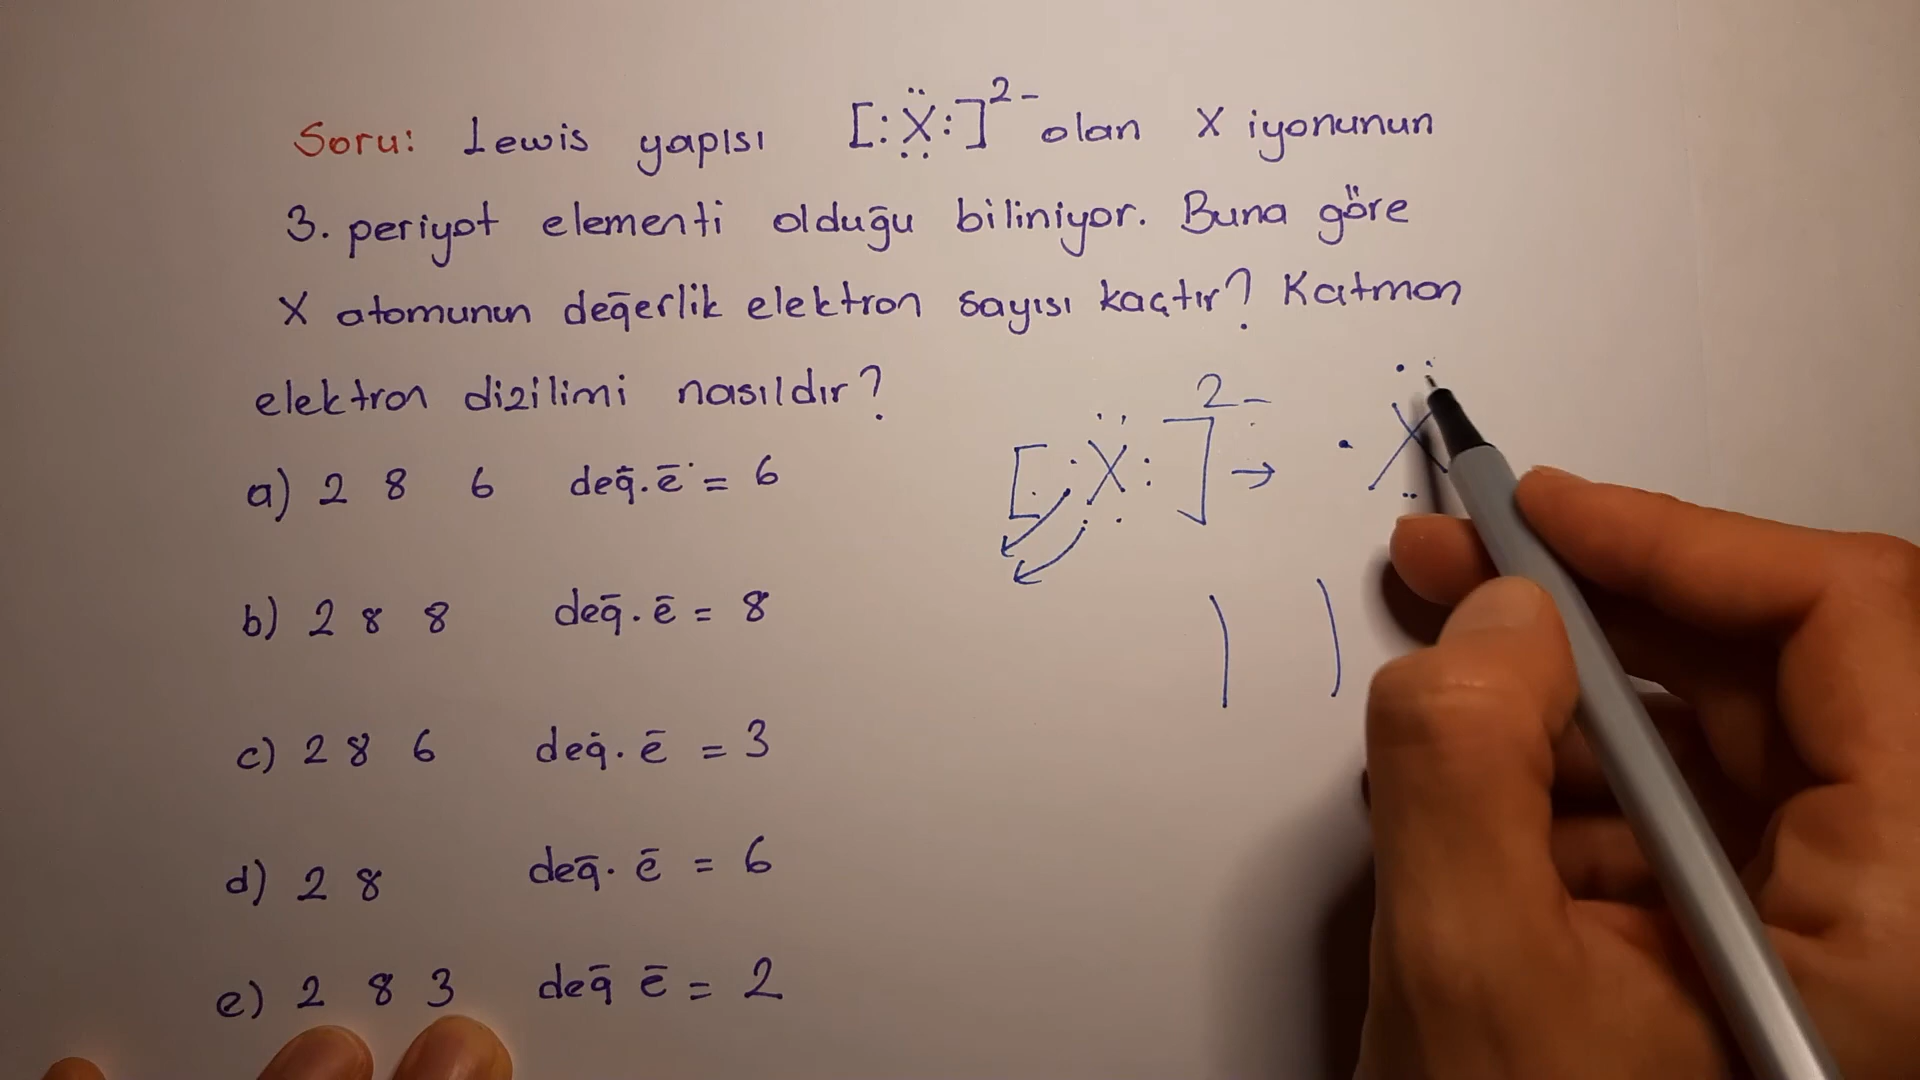 Soru: Lewis yapısı [:Ẍ:]²⁻ olan X iyonunun
3. periyot elementi olduğu biliniyor. Buna göre
X atomunun değerlik elektron sayısı kaçtır? Katman
elektron dizilimi nasıldır?
[:Ẍ:]²⁻ → · X
a) 2 8 6 değ. ē = 6
b) 2 8 8 değ. ē = 8
c) 2 8 6 değ. ē = 3
d) 2 8 değ. ē = 6
e) 2 8 3 değ ē = 2